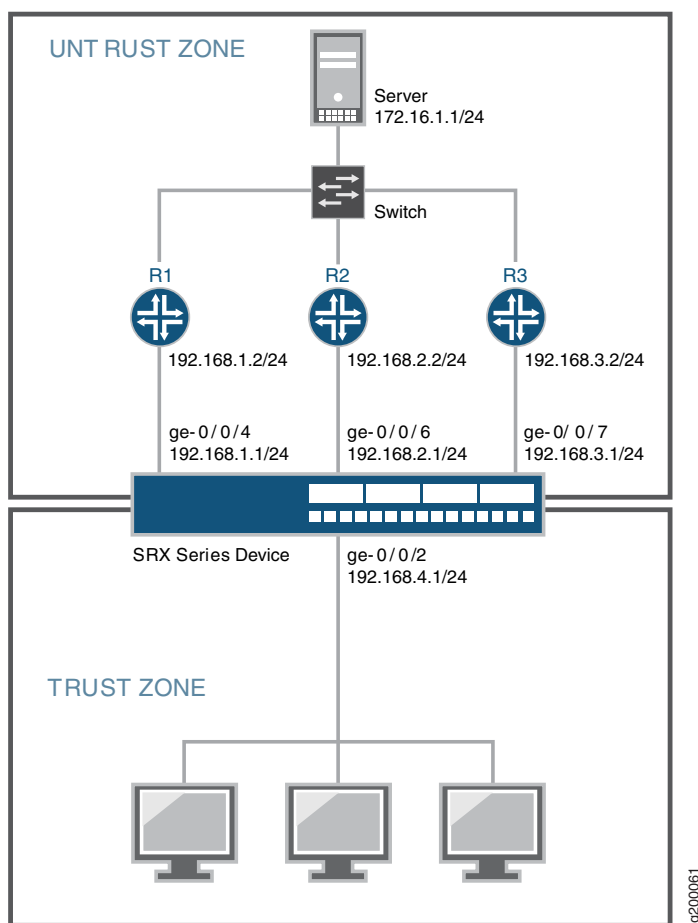 UNT RUST ZONE
Server
172.16.1.1/24
Switch
R1
R2
R3
192.168.1.2/24
192.168.2.2/24
192.168.3.2/24
ge-0/0/4
192.168.1.1/24
ge-0/0/6
192.168.2.1/24
ge-0/ 0/7
192.168.3.1/24
SRX Series Device
ge-0/0/2
192.168.4.1/24
TRUST ZONE
g200061